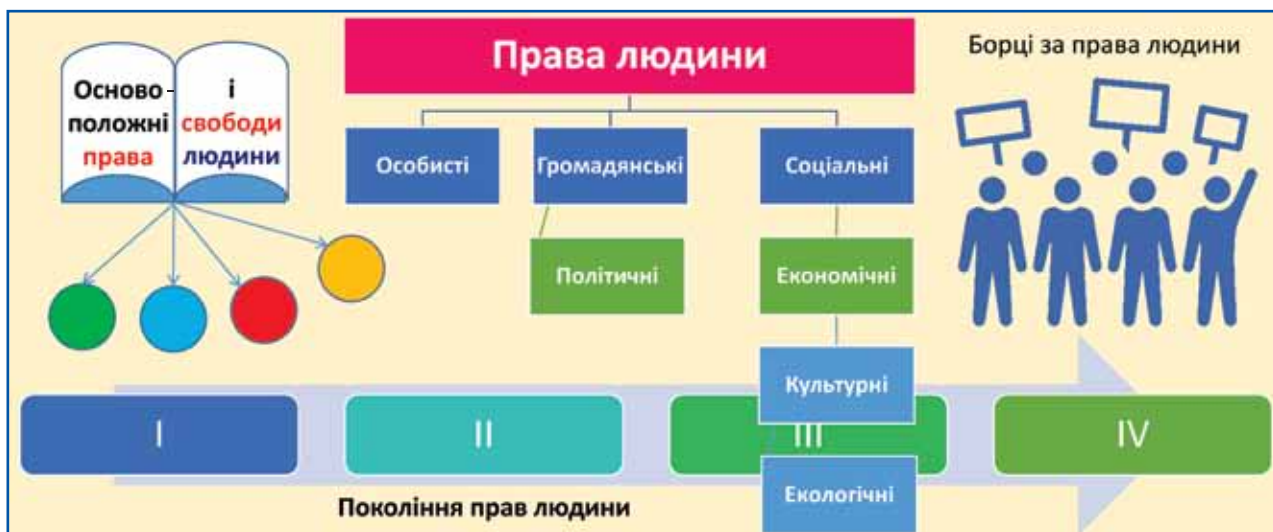 Права людини
Борці за права людини
Осново-
положні
права
і
свободи
людини
Особисті
Громадянські
Соціальні
Політичні
Економічні
Культурні
I
II
III
IV
Екологічні
Покоління прав людини